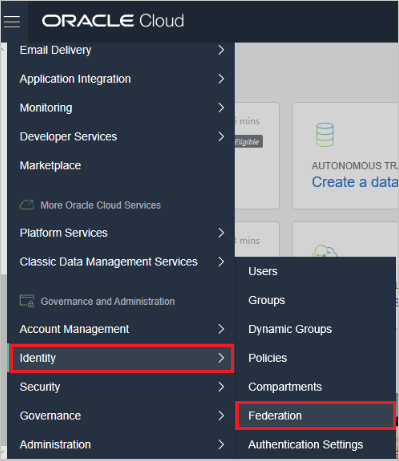 ORACLE Cloud
Email Delivery
Application Integration
Monitoring
Developer Services
Marketplace
More Oracle Cloud Services
Platform Services
Classic Data Management Services
Governance and Administration
Account Management
Identity
Security
Governance
Administration
Users
Groups
Dynamic Groups
Policies
Compartments
Federation
Authentication Settings
mins
Eligible
AUTONOMOUS TRA
Create a data
mins